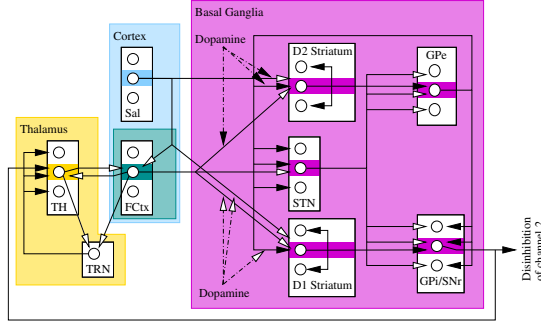 Basal Ganglia
Cortex
Dopamine
D2 Striatum
GPe
Sal
Thalamus
TH
FCtx
STN
TRN
Dopamine
D1 Striatum
GPi/SNr
Disinhibition
of channel 2